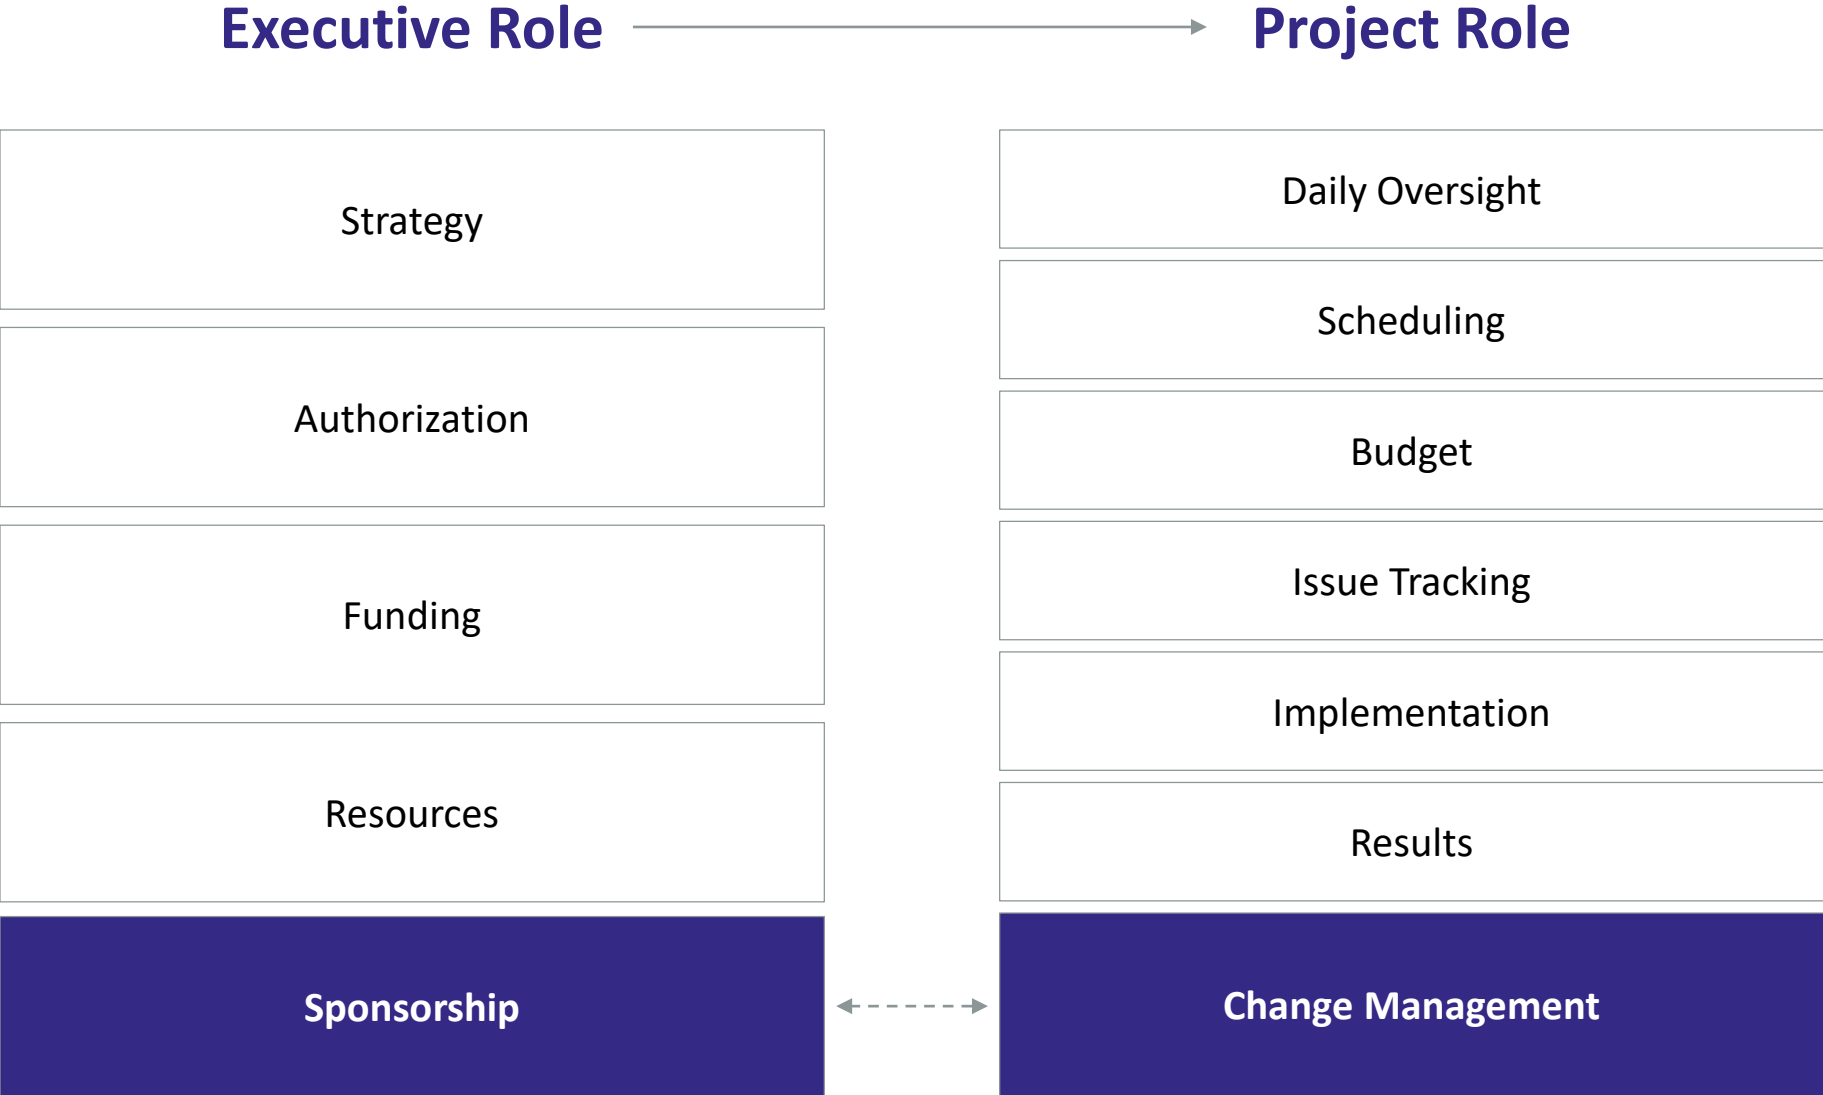 Executive Role
Project Role
Strategy
Authorization
Funding
Resources
Sponsorship
Daily Oversight
Scheduling
Budget
Issue Tracking
Implementation
Results
Change Management